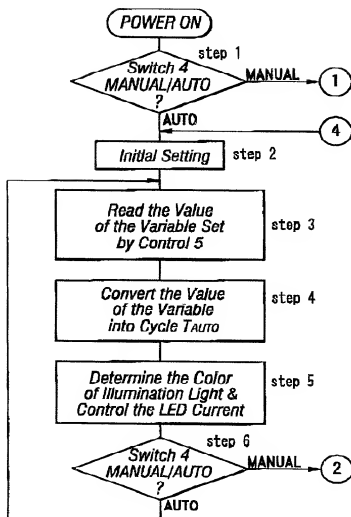 POWER ON
step 1
Switch 4
MANUAL/AUTO
?
MANUAL
1
AUTO
4
Initial Setting
step 2
Read the Value
of the Variable Set
by Control 5
step 3
Convert the Value
of the Variable
into Cycle TAUTO
step 4
Determine the Color
of Illumination Light &
Control the LED Current
step 5
step 6
Switch 4
MANUAL/AUTO
?
MANUAL
2
AUTO